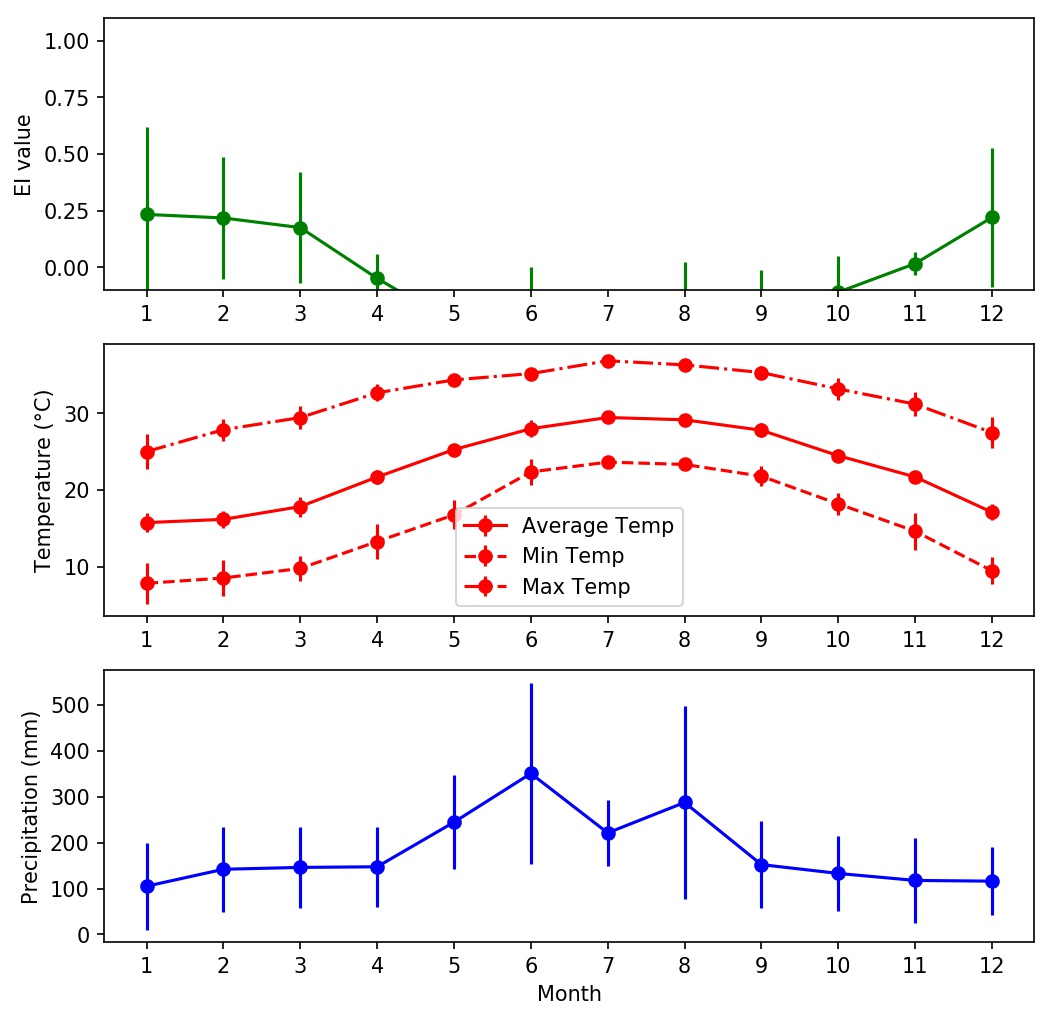 EI value
1.00
0.75
0.50
0.25
0.00
1 2 3 4 5 6 7 8 9 10 11 12
Temperature (°C)
30
20
10
Average Temp
Min Temp
Max Temp
1 2 3 4 5 6 7 8 9 10 11 12
Precipitation (mm)
500
400
300
200
100
0
1 2 3 4 5 6 7 8 9 10 11 12
Month